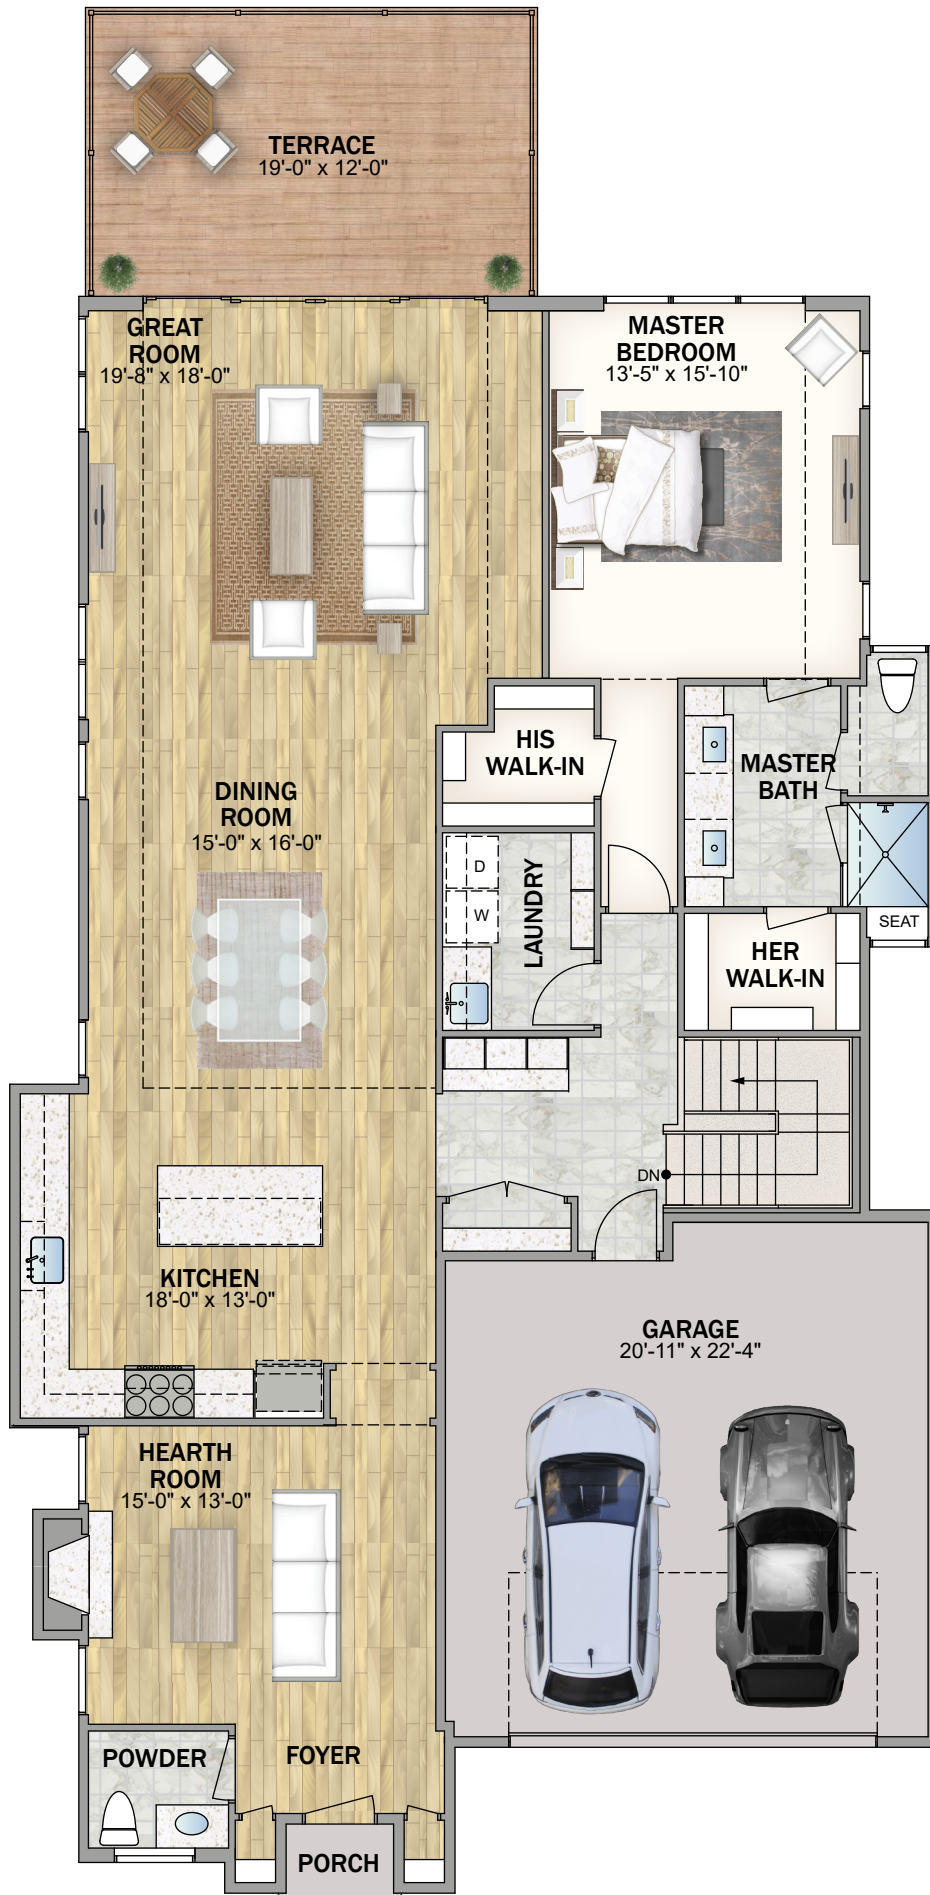 TERRACE
19'-0" x 12'-0"
GREAT
ROOM
19'-8" x 18'-0"
MASTER
BEDROOM
13'-5" x 15'-10"
HIS
WALK-IN
MASTER
BATH
DINING
ROOM
15'-0" x 16'-0"
D
W
LAUNDRY
SEAT
HER
WALK-IN
DN
KITCHEN
18'-0" x 13'-0"
GARAGE
20'-11" x 22'-4"
HEARTH
ROOM
15'-0" x 13'-0"
POWDER
FOYER
PORCH